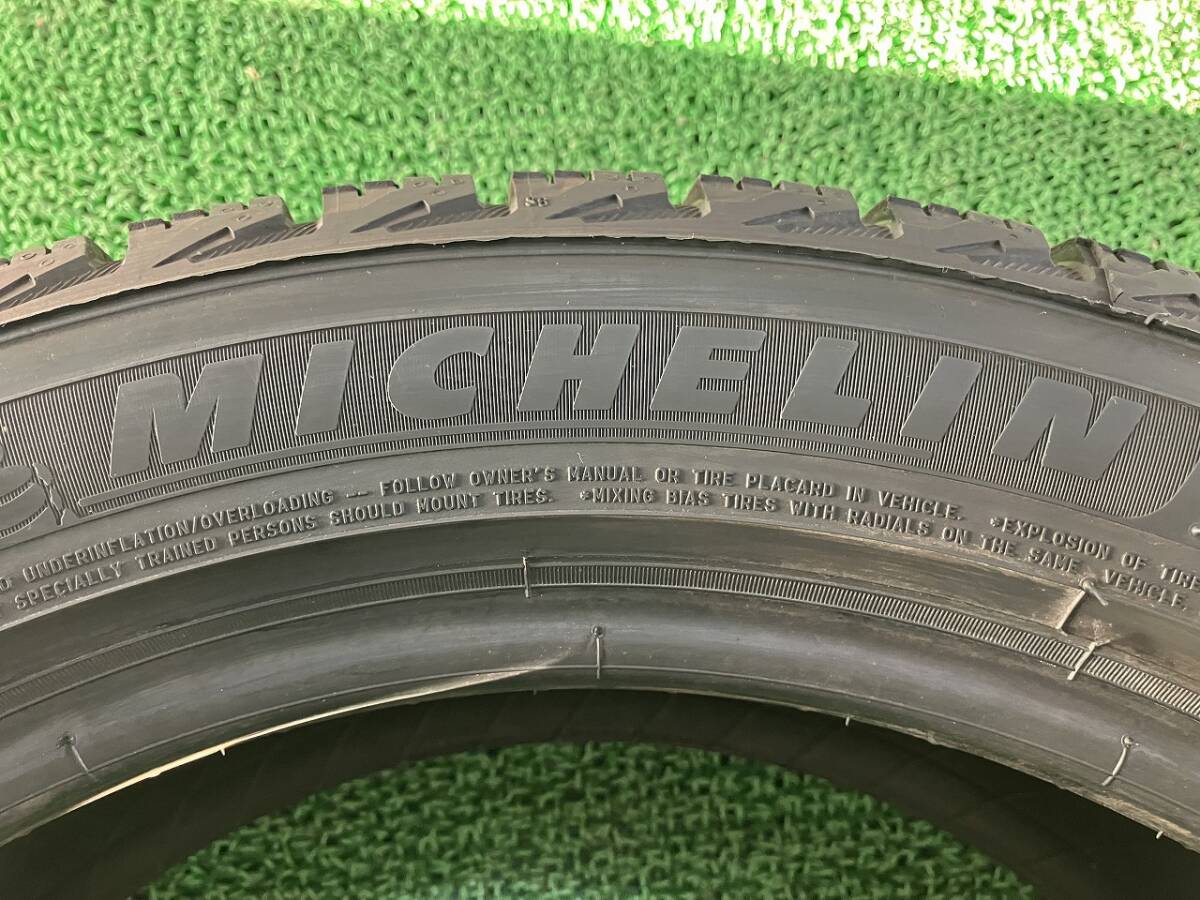 S6
MICHELIN
UNDERINFLATION/OVERLOADING -- FOLLOW OWNER'S MANUAL OR TIRE PLACARD IN VEHICLE. *EXPLOSION OF TIRE
SPECIALLY TRAINED PERSONS SHOULD MOUNT TIRES. *MIXING BIAS TIRES WITH RADIALS ON THE SAME VEHICLE.